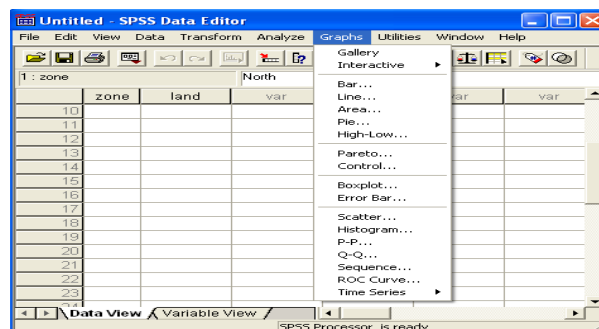 Untitled - SPSS Data Editor
File Edit View Data Transform Analyze Graphs Utilities Window Help
1 : zone North
zone land var var var
Gallery
Interactive
Bar...
Line...
Area...
Pie...
High-Low...
Pareto...
Control...
Boxplot...
Error Bar...
Scatter...
Histogram...
P-P...
Q-Q...
Sequence...
ROC Curve...
Time Series
10
11
12
13
14
15
16
17
18
19
20
21
22
23
Data View Variable View
SPSS Processor is ready